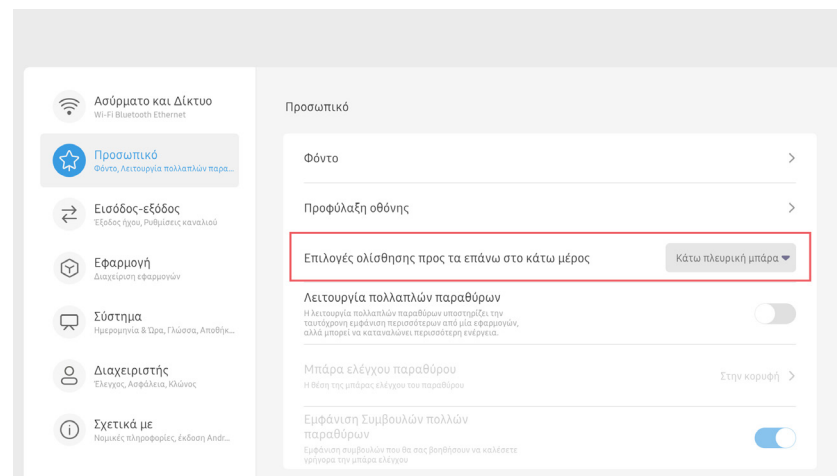 Ασύρματο και Δίκτυο
Wi-Fi Bluetooth Ethernet
Προσωπικό
Φόντο, Λειτουργία πολλαπλών παρα...
Εισόδος-εξόδος
Έξοδος ήχου, Ρυθμίσεις καναλιού
Εφαρμογή
Διαχείριση εφαρμογών
Σύστημα
Ημερομηνία & Ώρα, Γλώσσα, Αποθήκ...
Διαχειριστής
Έλεγχος, Ασφάλεια, Κλώνος
Σχετικά με
Νομικές πληροφορίες, έκδοση Andr...
Προσωπικό
Φόντο
Προφύλαξη οθόνης
Επιλογές ολίσθησης προς τα επάνω στο κάτω μέρος
Κάτω πλευρική μπάρα
Λειτουργία πολλαπλών παραθύρων
Η λειτουργία πολλαπλών παραθύρων υποστηρίζει την
ταυτόχρονη εμφάνιση περισσότερων από μία εφαρμογών,
αλλά μπορεί να καταναλώνει περισσότερη ενέργεια.
Μπάρα ελέγχου παραθύρου
Η θέση της μπάρας ελέγχου του παραθύρου
Στην κορυφή
Εμφάνιση Συμβουλών πολλών
παραθύρων
Εμφάνιση συμβουλών που θα σας βοηθήσουν να καλέσετε
γρήγορα την μπάρα ελέγχου